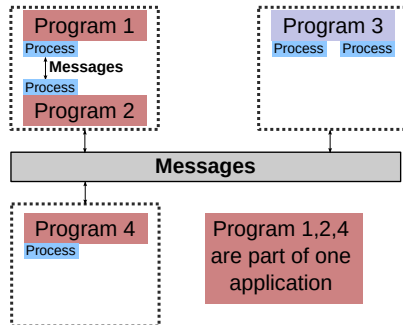 Program 1
Process
Messages
Process
Program 2
Program 3
Process Process
Messages
Program 4
Process
Program 1,2,4
are part of one
application